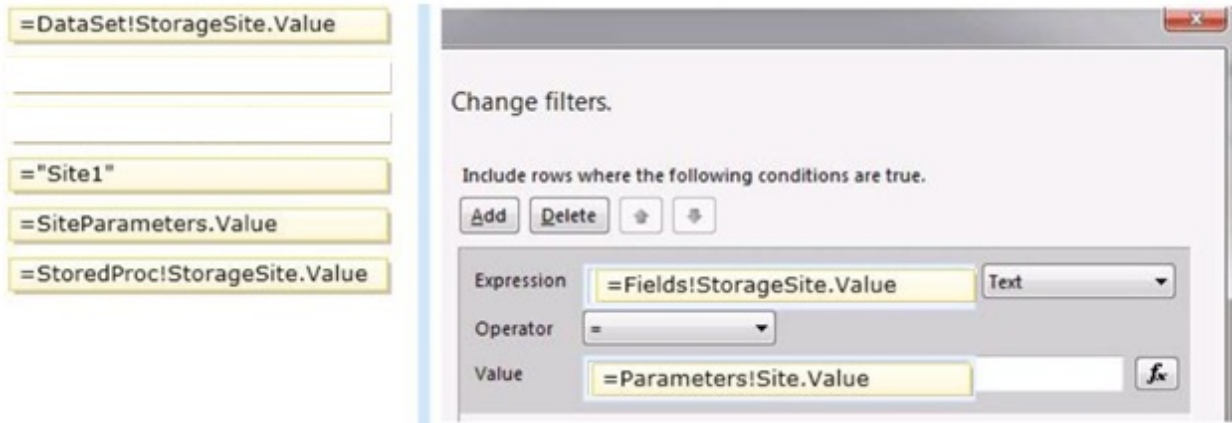 =DataSet!StorageSite.Value
="Site1"
=SiteParameters.Value
=StoredProc!StorageSite.Value
x
Change filters.
Include rows where the following conditions are true.
Add Delete
Expression =Fields!StorageSite.Value Text
Operator =
Value =Parameters!Site.Value fx